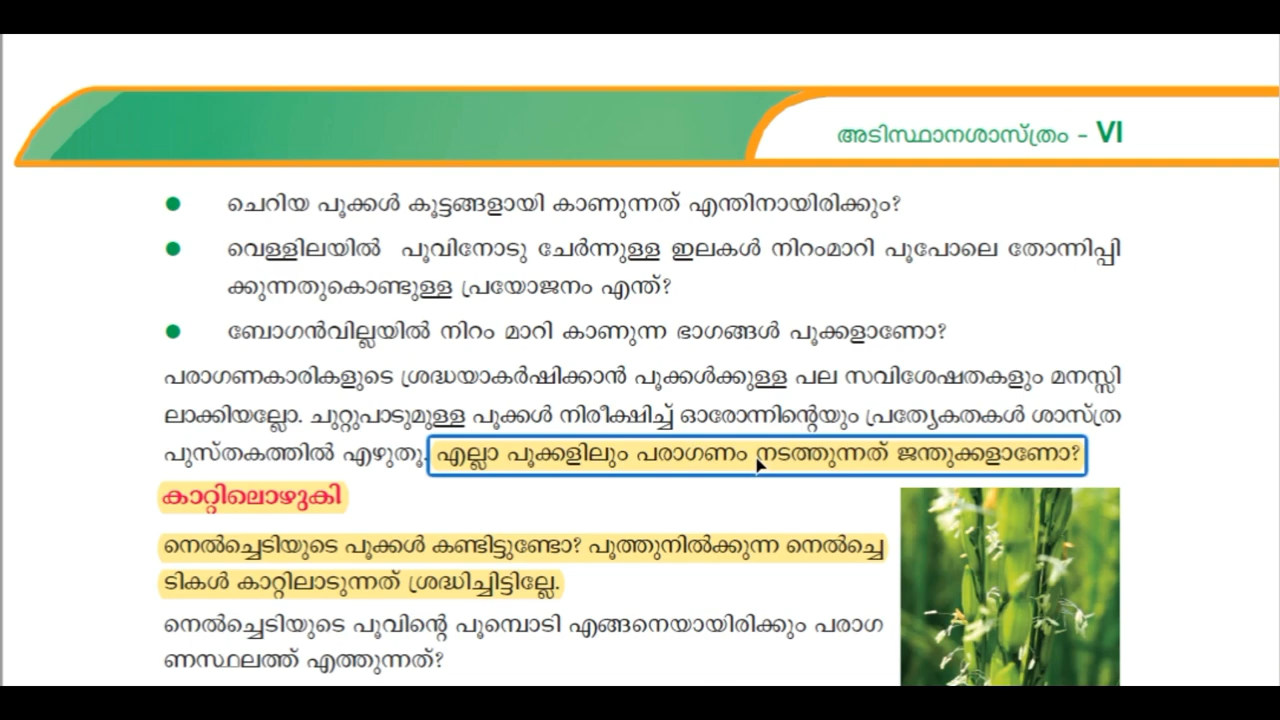 അടിസ്ഥാനശാസ്ത്രം - VI
● ചെറിയ പൂക്കൾ കൂട്ടങ്ങളായി കാണുന്നത് എന്തിനായിരിക്കും?
● വെള്ളിലയിൽ പൂവിനോടു ചേർന്നുള്ള ഇലകൾ നിറംമാറി പൂപോലെ തോന്നിപ്പി
ക്കുന്നതുകൊണ്ടുള്ള പ്രയോജനം എന്ത്?
● ബോഗൻവില്ലയിൽ നിറം മാറി കാണുന്ന ഭാഗങ്ങൾ പൂക്കളാണോ?
പരാഗണകാരികളുടെ ശ്രദ്ധയാകർഷിക്കാൻ പൂക്കൾക്കുള്ള പല സവിശേഷതകളും മനസ്സി
ലാക്കിയല്ലോ. ചുറ്റുപാടുമുള്ള പൂക്കൾ നിരീക്ഷിച്ച് ഓരോന്നിന്റെയും പ്രത്യേകതകൾ ശാസ്ത്ര
പുസ്തകത്തിൽ എഴുതൂ. എല്ലാ പൂക്കളിലും പരാഗണം നടത്തുന്നത് ജന്തുക്കളാണോ?
കാറ്റിലൊഴുകി
നെൽച്ചെടിയുടെ പൂക്കൾ കണ്ടിട്ടുണ്ടോ? പൂത്തുനിൽക്കുന്ന നെൽച്ചെ
ടികൾ കാറ്റിലാടുന്നത് ശ്രദ്ധിച്ചിട്ടില്ലേ.
നെൽച്ചെടിയുടെ പൂവിന്റെ പൂമ്പൊടി എങ്ങനെയായിരിക്കും പരാഗ
ണസ്ഥലത്ത് എത്തുന്നത്?